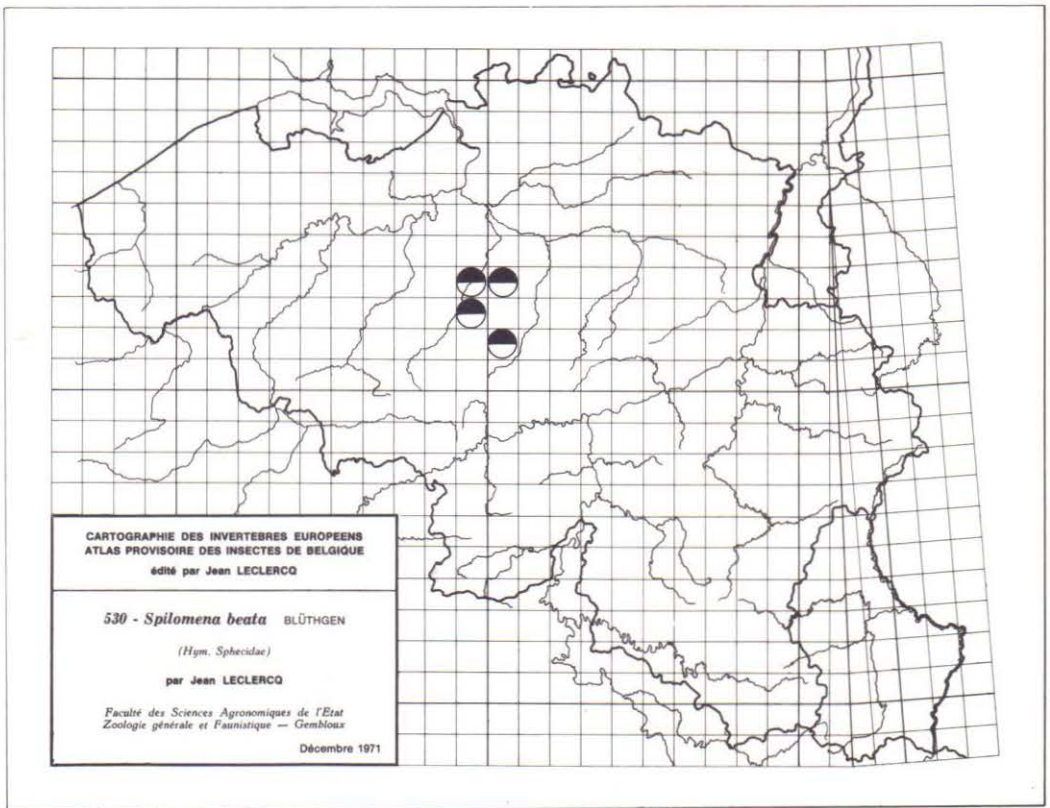 CARTOGRAPHIE DES INVERTEBRES EUROPEENS
ATLAS PROVISOIRE DES INSECTES DE BELGIQUE
édité par Jean LECLERCQ
530 - Spilomena beata BLÜTHGEN
(Hym. Sphecidae)
par Jean LECLERCQ
Faculté des Sciences Agronomiques de l'Etat
Zoologie générale et Faunistique — Gembloux
Décembre 1971